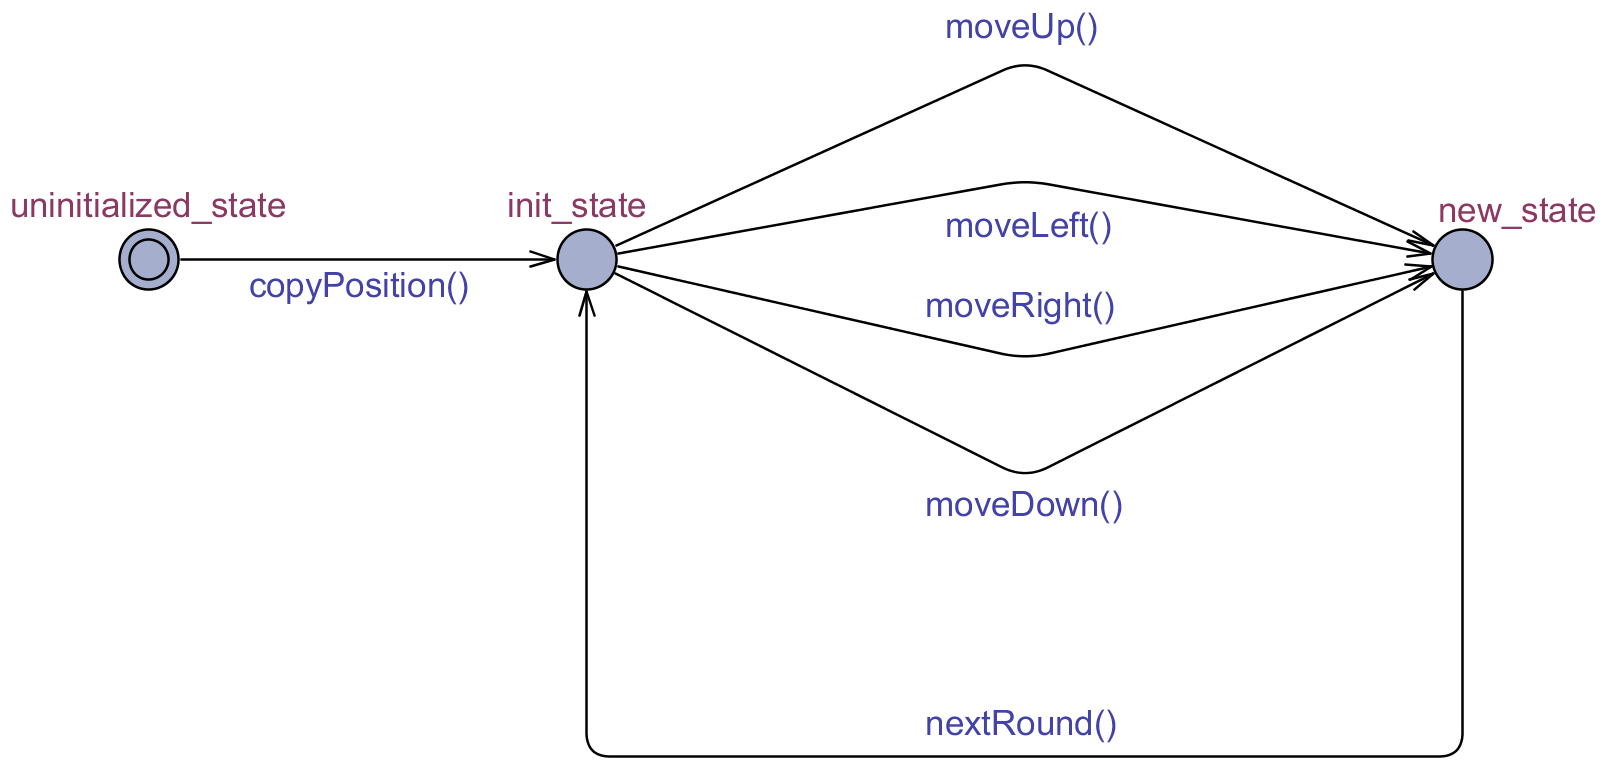 moveUp()
uninitialized_state
init_state
new_state
moveLeft()
copyPosition()
moveRight()
moveDown()
nextRound()